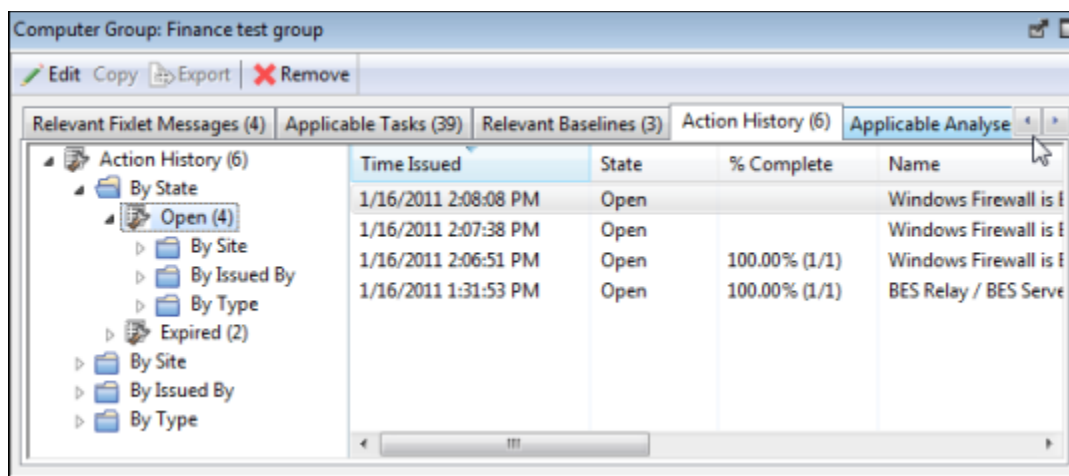 Computer Group: Finance test group
Edit Copy Export Remove
Relevant Fixlet Messages (4) Applicable Tasks (39) Relevant Baselines (3) Action History (6) Applicable Analyse
Action History (6)
By State
Open (4)
By Site
By Issued By
By Type
Expired (2)
By Site
By Issued By
By Type
Time Issued State % Complete Name
1/16/2011 2:08:08 PM Open Windows Firewall is
1/16/2011 2:07:38 PM Open Windows Firewall is
1/16/2011 2:06:51 PM Open 100.00% (1/1) Windows Firewall is
1/16/2011 1:31:53 PM Open 100.00% (1/1) BES Relay / BES Serve